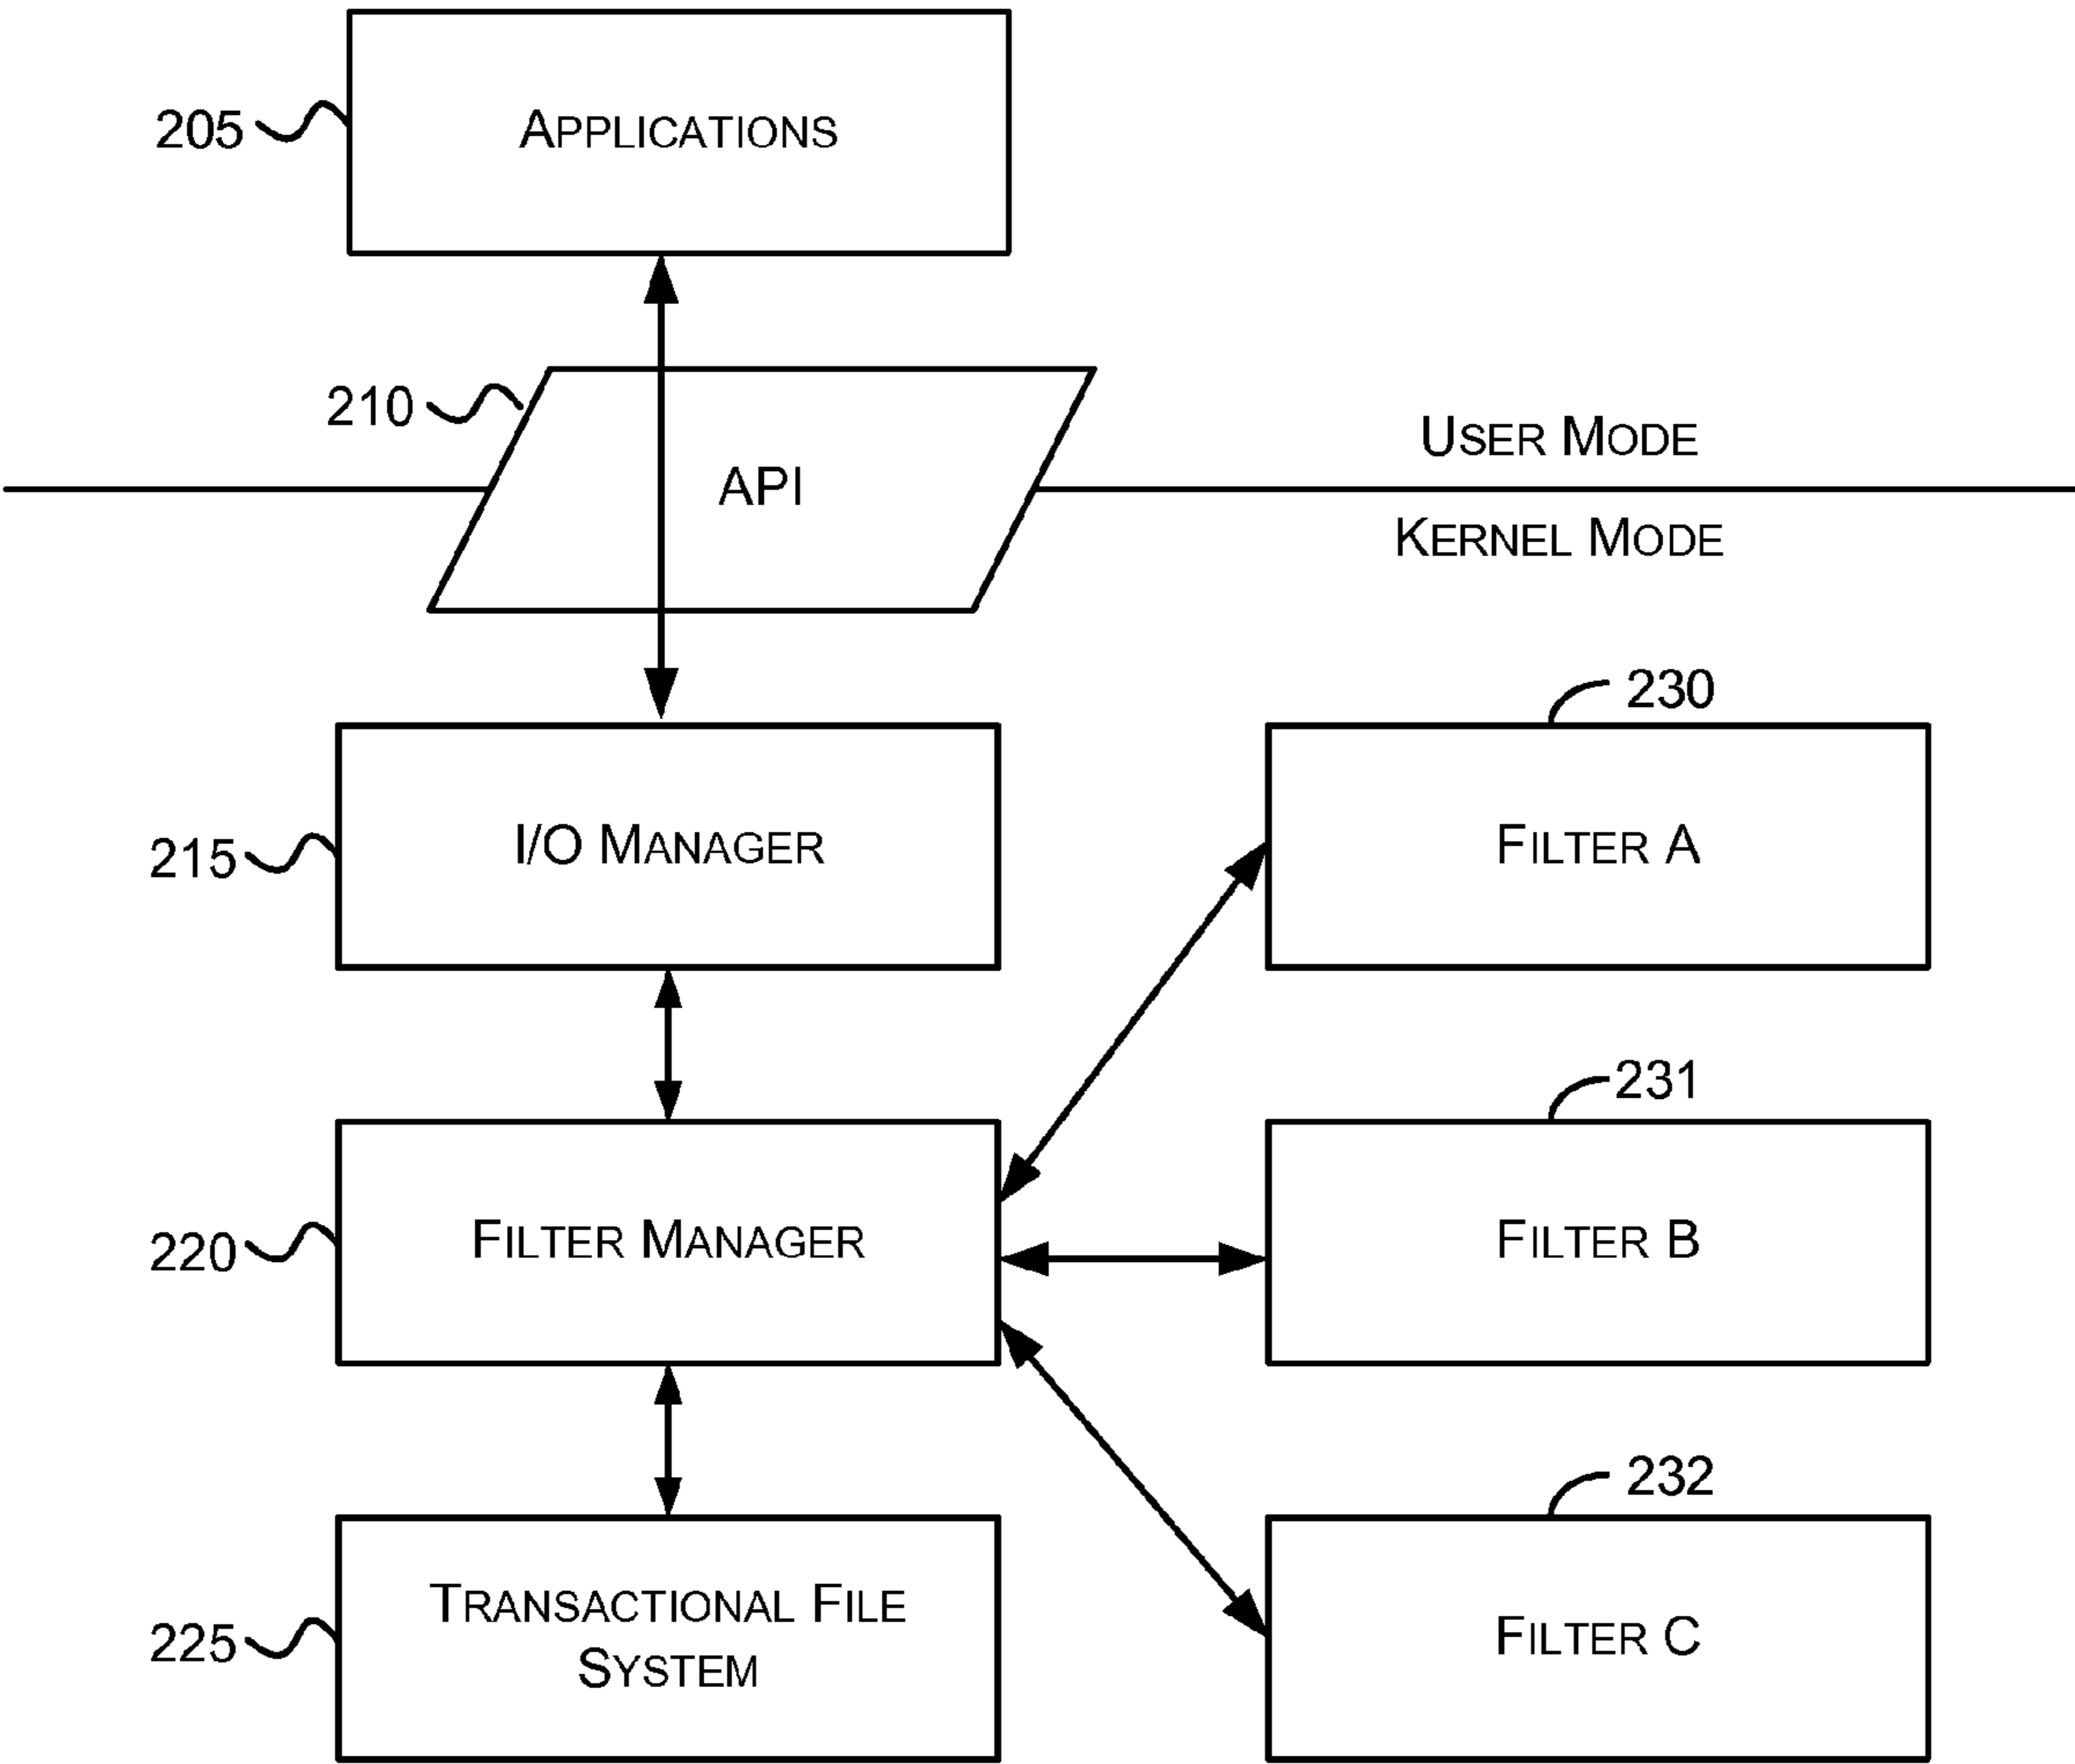 205
APPLICATIONS
210
API
USER MODE
KERNEL MODE
230
215
I/O MANAGER
FILTER A
231
220
FILTER MANAGER
FILTER B
232
225
TRANSACTIONAL FILE
SYSTEM
FILTER C